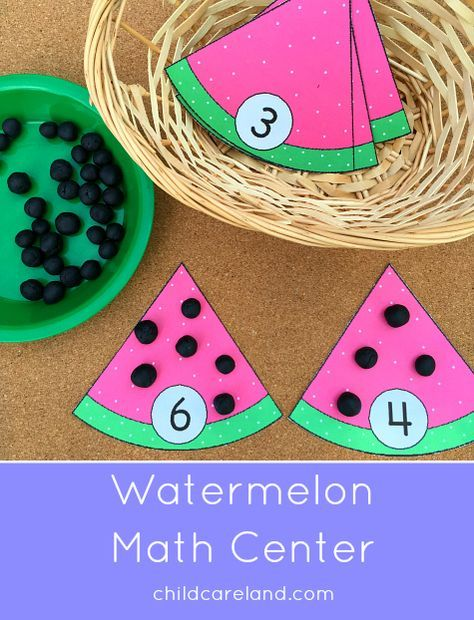 3
6
4
Watermelon
Math Center
childcareland.com